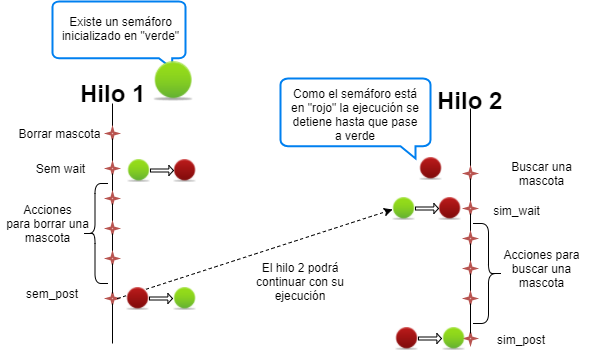 Existe un semáforo
inicializado en "verde"
Hilo 1
Borrar mascota
Sem wait
Acciones
para borrar una
mascota
sem_post
El hilo 2 podrá
continuar con su
ejecución
Como el semáforo está
en "rojo" la ejecución se
detiene hasta que pase
a verde
Hilo 2
Buscar una
mascota
sim_wait
Acciones para
buscar una
mascota
sim_post